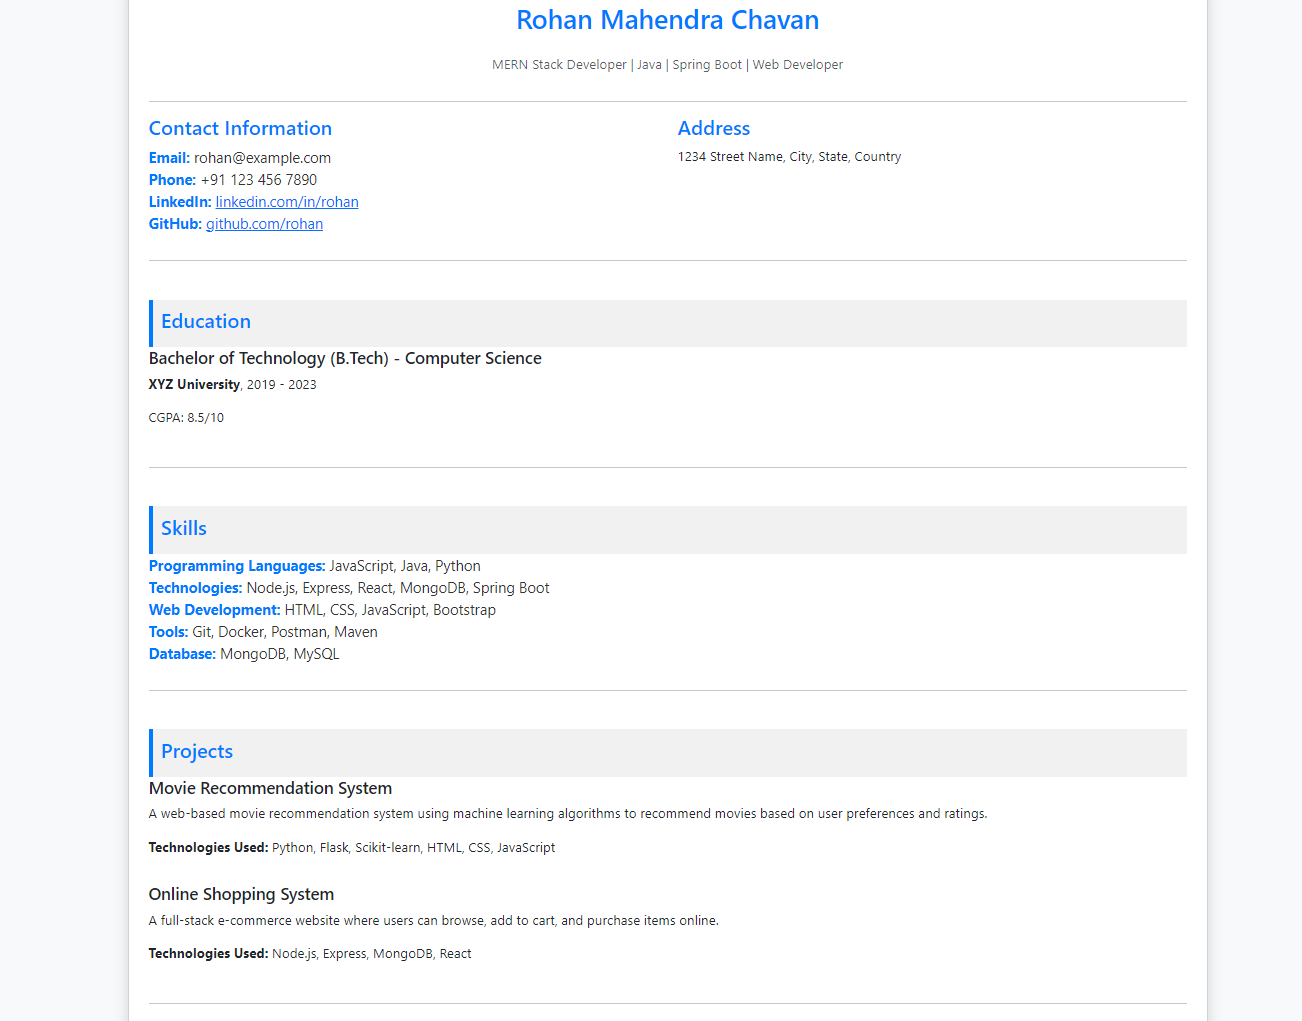 Rohan Mahendra Chavan
MERN Stack Developer | Java | Spring Boot | Web Developer
Contact Information
Email: rohan@example.com
Phone: +91 123 456 7890
LinkedIn: linkedin.com/in/rohan
GitHub: github.com/rohan
Address
1234 Street Name, City, State, Country
Education
Bachelor of Technology (B.Tech) - Computer Science
XYZ University, 2019 - 2023
CGPA: 8.5/10
Skills
Programming Languages: JavaScript, Java, Python
Technologies: Node.js, Express, React, MongoDB, Spring Boot
Web Development: HTML, CSS, JavaScript, Bootstrap
Tools: Git, Docker, Postman, Maven
Database: MongoDB, MySQL
Projects
Movie Recommendation System
A web-based movie recommendation system using machine learning algorithms to recommend movies based on user preferences and ratings.
Technologies Used: Python, Flask, Scikit-learn, HTML, CSS, JavaScript
Online Shopping System
A full-stack e-commerce website where users can browse, add to cart, and purchase items online.
Technologies Used: Node.js, Express, MongoDB, React